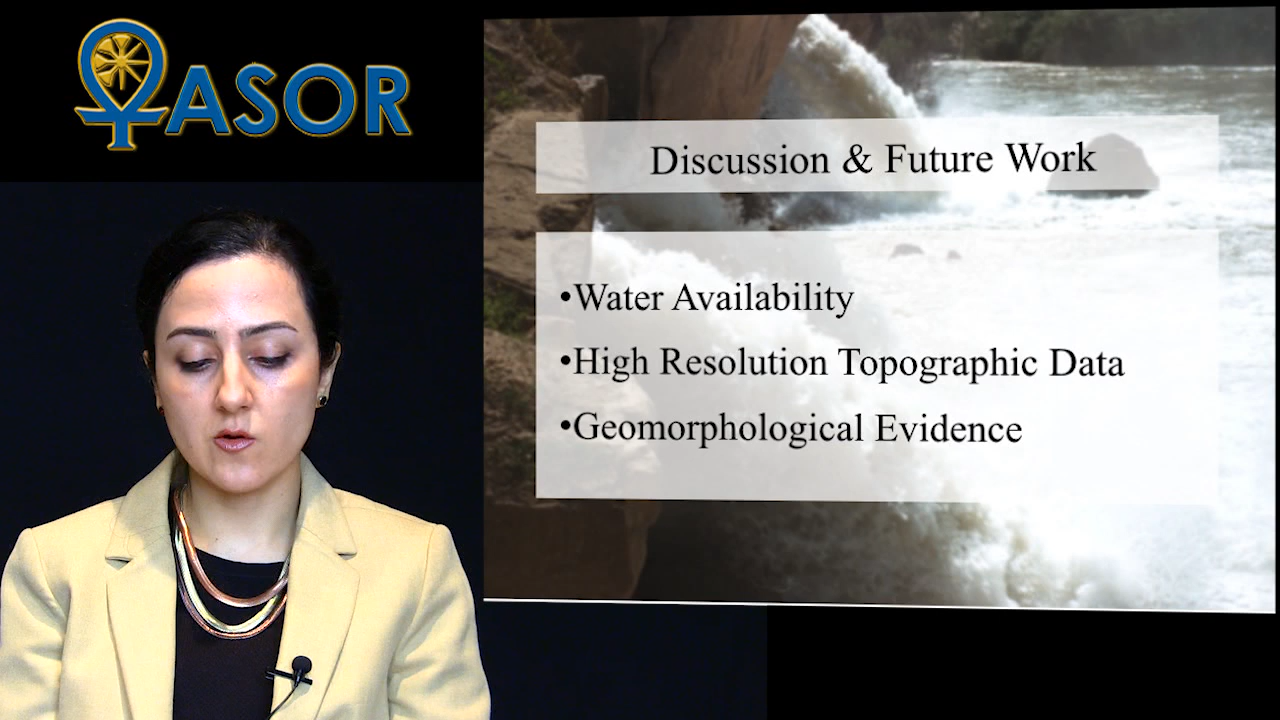 ASOR
Discussion & Future Work
•Water Availability
•High Resolution Topographic Data
•Geomorphological Evidence